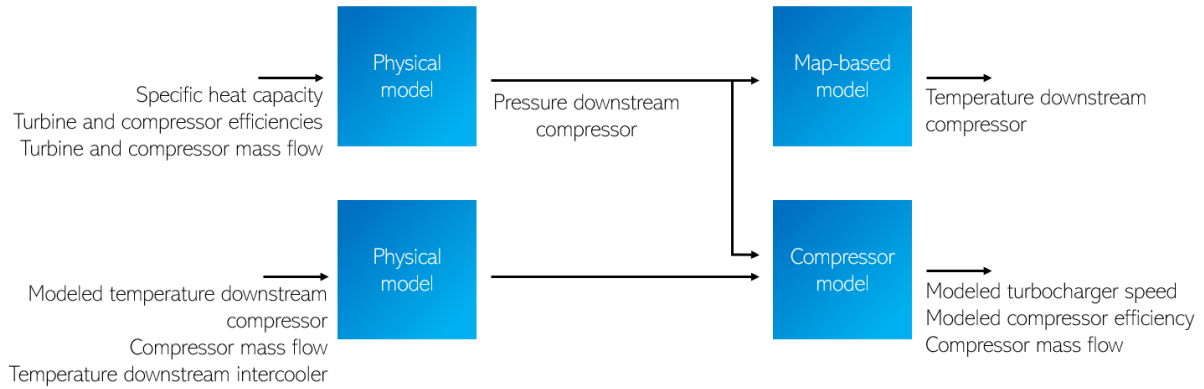 Physical
model
Map-based
model
Specific heat capacity
Turbine and compressor efficiencies
Turbine and compressor mass flow
Pressure downstream
compressor
Temperature downstream
compressor
Physical
model
Compressor
model
Modeled temperature downstream
compressor
Compressor mass flow
Temperature downstream intercooler
Modeled turbocharger speed
Modeled compressor efficiency
Compressor mass flow